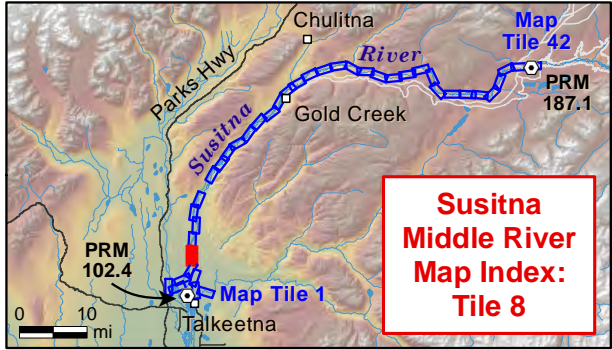 Chulitna
Map
Tile 42
Parks Hwy
River
PRM
187.1
Gold Creek
Susitna
Susitna
Middle River
Map Index:
Tile 8
PRM
102.4
Map Tile 1
0 10
mi
Talkeetna